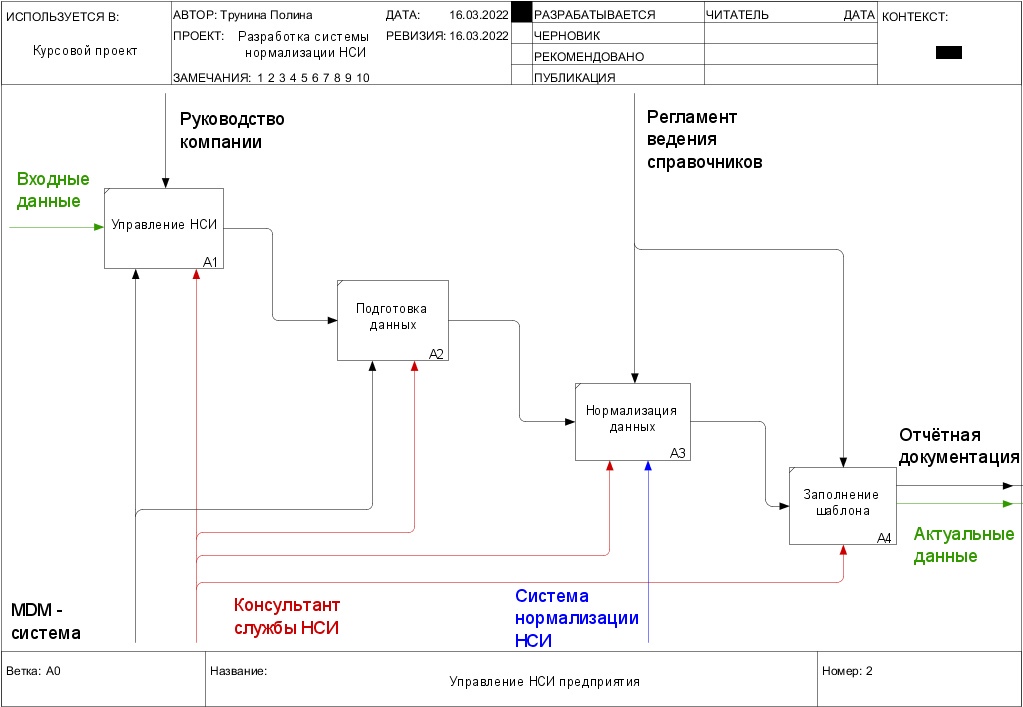 ИСПОЛЬЗУЕТСЯ В:
Курсовой проект
АВТОР: Трунина Полина
ДАТА: 16.03.2022
ПРОЕКТ: Разработка системы
нормализации НСИ
РЕВИЗИЯ: 16.03.2022
ЗАМЕЧАНИЯ: 1 2 3 4 5 6 7 8 9 10
РАЗРАБАТЫВАЕТСЯ
ЧЕРНОВИК
РЕКОМЕНДОВАНО
ПУБЛИКАЦИЯ
ЧИТАТЕЛЬ ДАТА
КОНТЕКСТ:
Руководство
компании
Регламент
ведения
справочников
Входные
данные
Управление НСИ
A1
Подготовка
данных
A2
Нормализация
данных
A3
Отчётная
документация
Заполнение
шаблона
A4
Актуальные
данные
MDM -
система
Консультант
службы НСИ
Система
нормализации
НСИ
Ветка: A0
Название:
Управление НСИ предприятия
Номер: 2